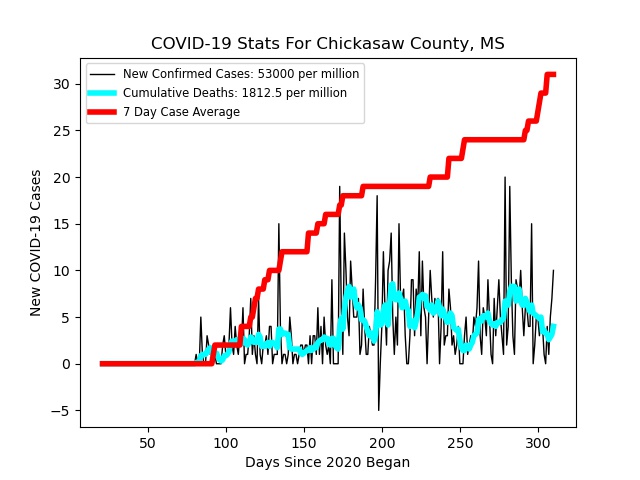 COVID-19 Stats For Chickasaw County, MS
New Confirmed Cases: 53000 per million
Cumulative Deaths: 1812.5 per million
7 Day Case Average
New COVID-19 Cases
30
25
20
15
10
5
0
−5
50
100
150
200
250
300
Days Since 2020 Began